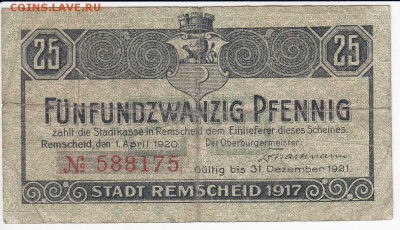 COINS.LAVE.RU
25
25
FÜNFUNDZWANZIG PFENNIG
zahlt die Stadtkasse in Remscheid dem Einlieferer dieses Scheines.
Remscheid, den 1. April 1920. Der Oberbürgermeister:
№ 588175
Gültig bis 31. Dezember 1921.
STADT REMSCHEID 1917